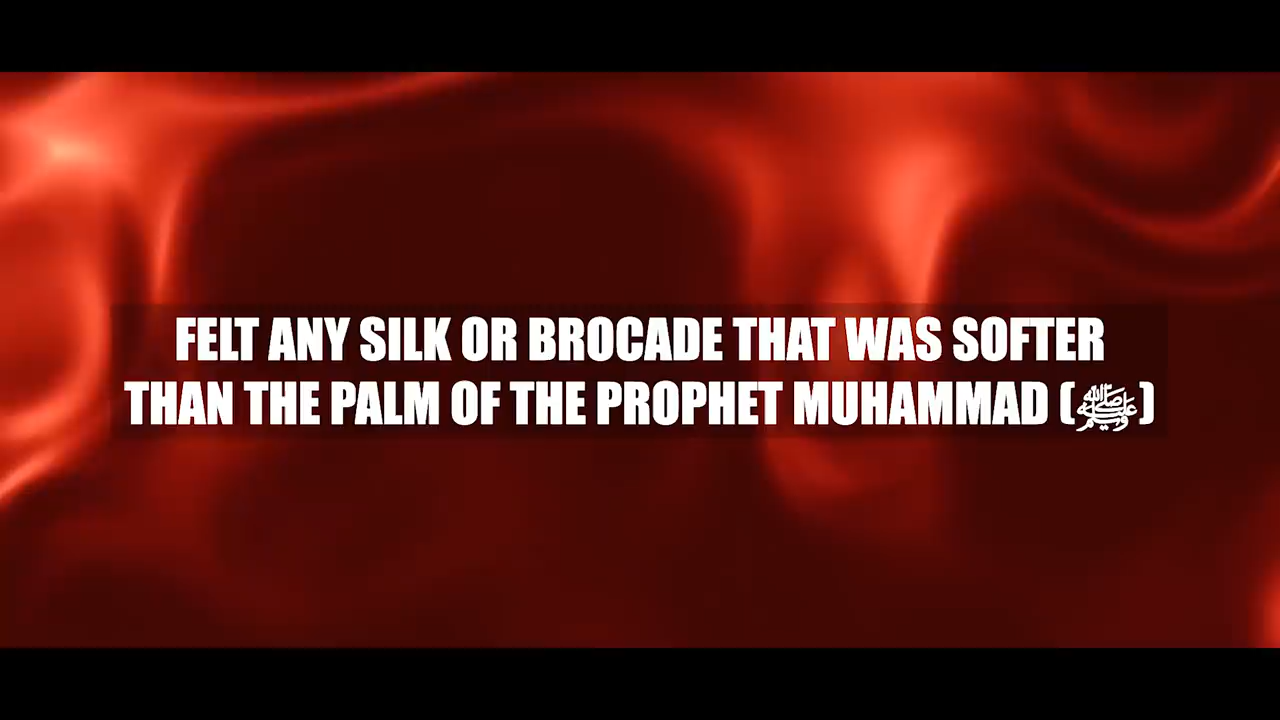 FELT ANY SILK OR BROCADE THAT WAS SOFTER
THAN THE PALM OF THE PROPHET MUHAMMAD (ﷺ)